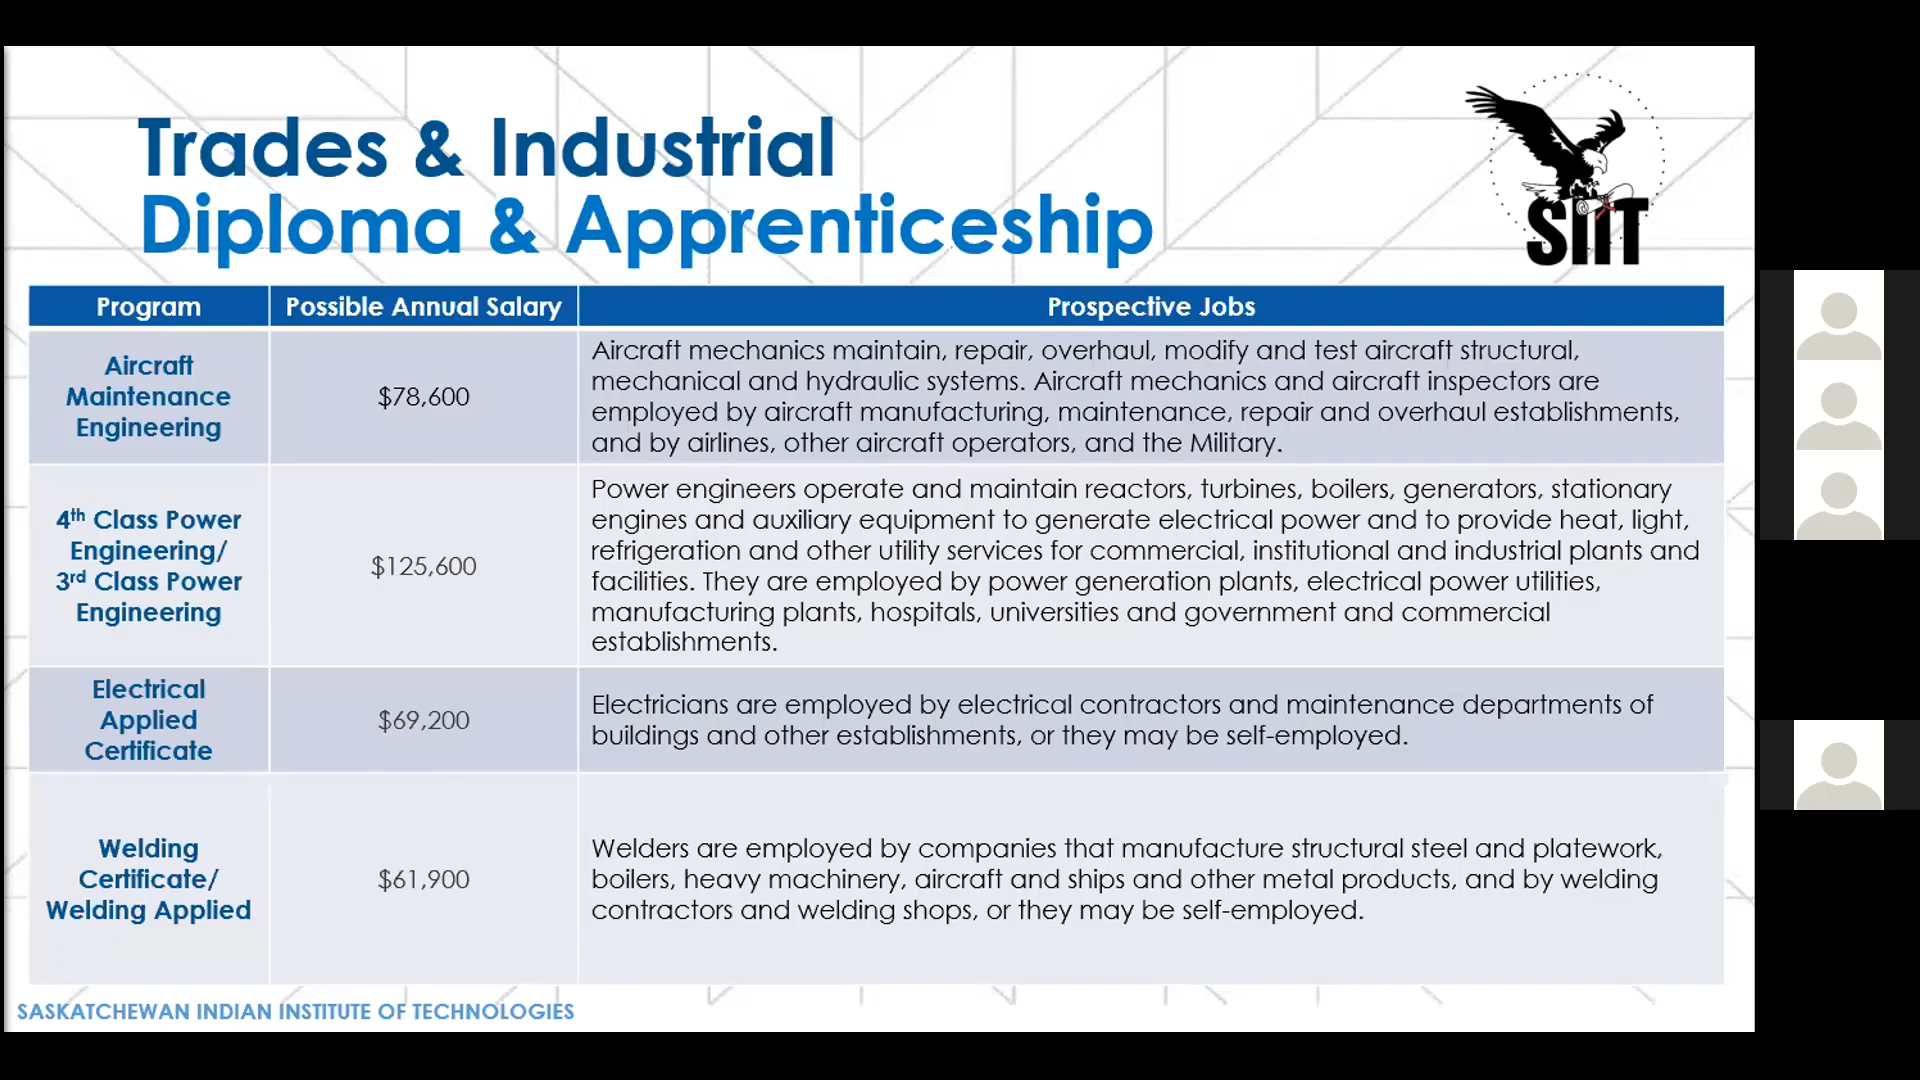 Trades & Industrial
Diploma & Apprenticeship
SIIT
Program
Possible Annual Salary
Prospective Jobs
Aircraft
Maintenance
Engineering
$78,600
Aircraft mechanics maintain, repair, overhaul, modify and test aircraft structural,
mechanical and hydraulic systems. Aircraft mechanics and aircraft inspectors are
employed by aircraft manufacturing, maintenance, repair and overhaul establishments,
and by airlines, other aircraft operators, and the Military.
4th Class Power
Engineering/
3rd Class Power
Engineering
$125,600
Power engineers operate and maintain reactors, turbines, boilers, generators, stationary
engines and auxiliary equipment to generate electrical power and to provide heat, light,
refrigeration and other utility services for commercial, institutional and industrial plants and
facilities. They are employed by power generation plants, electrical power utilities,
manufacturing plants, hospitals, universities and government and commercial
establishments.
Electrical
Applied
Certificate
$69,200
Electricians are employed by electrical contractors and maintenance departments of
buildings and other establishments, or they may be self-employed.
Welding
Certificate/
Welding Applied
$61,900
Welders are employed by companies that manufacture structural steel and platework,
boilers, heavy machinery, aircraft and ships and other metal products, and by welding
contractors and welding shops, or they may be self-employed.
SASKATCHEWAN INDIAN INSTITUTE OF TECHNOLOGIES